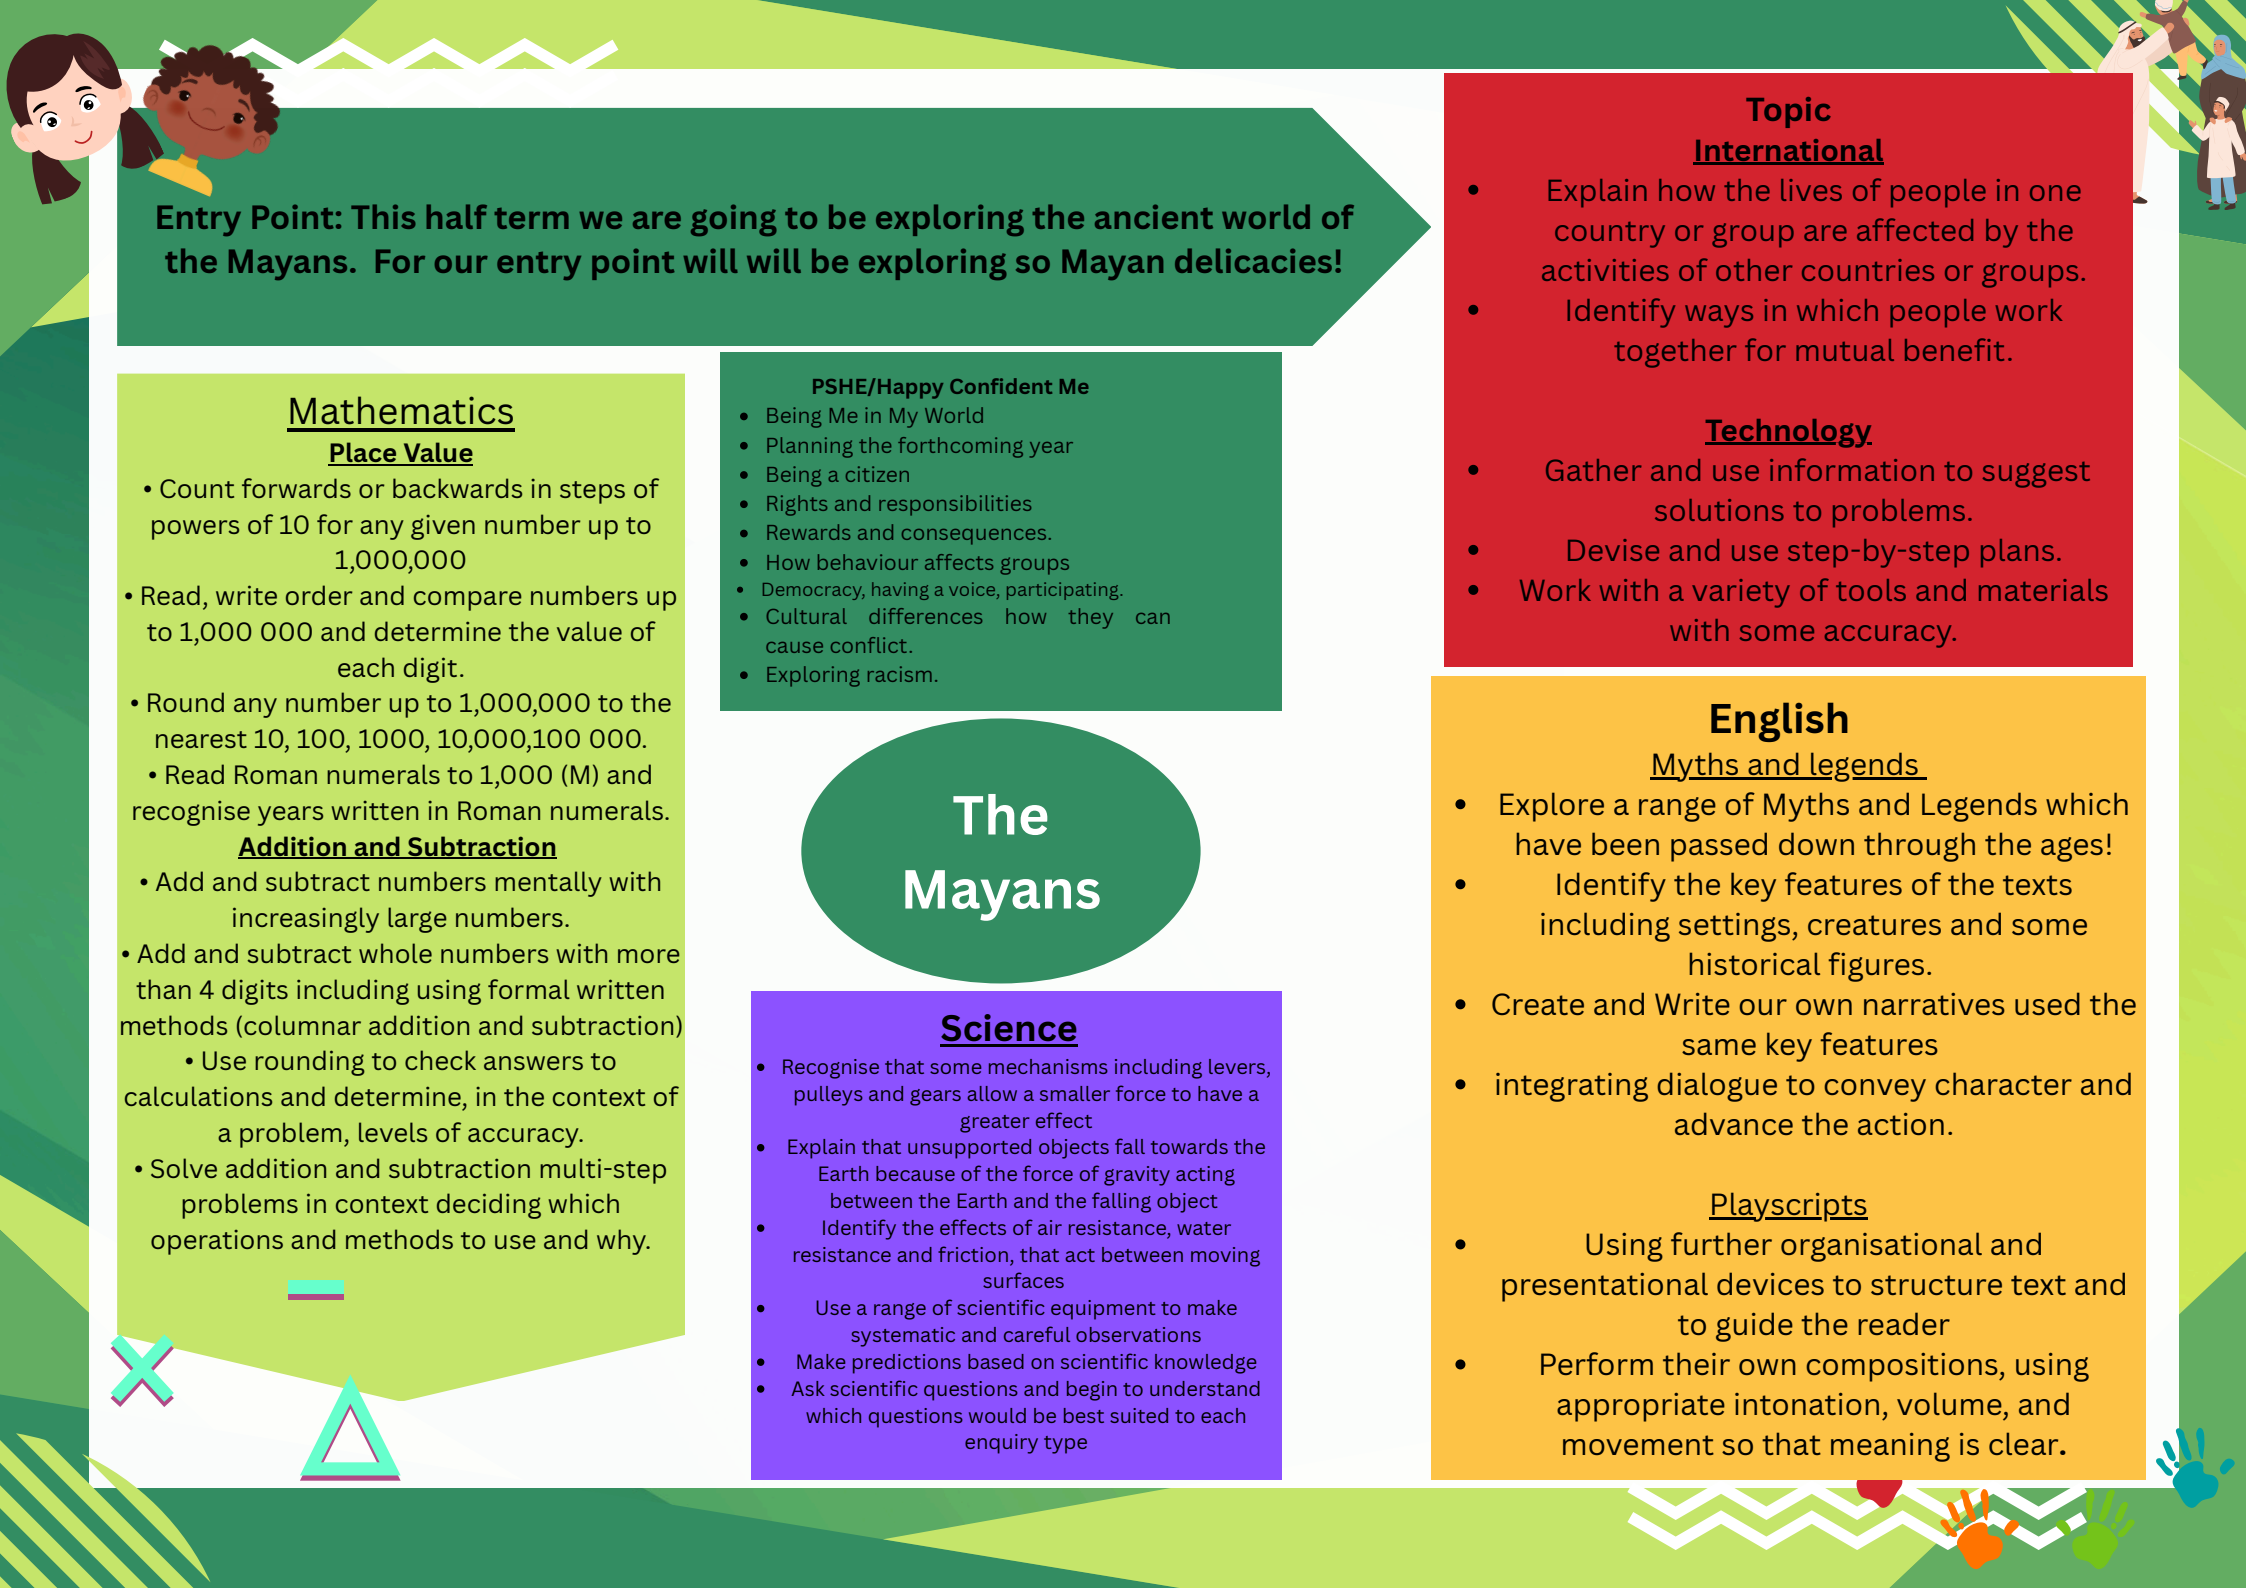 Entry Point: This half term we are going to be exploring the ancient world of
the Mayans.  For our entry point will will be exploring so Mayan delicacies!
Mathematics
Place Value
• Count forwards or backwards in steps of
powers of 10 for any given number up to
1,000,000
• Read, write order and compare numbers up
to 1,000 000 and determine the value of
each digit.
• Round any number up to 1,000,000 to the
nearest 10, 100, 1000, 10,000,100 000.
• Read Roman numerals to 1,000 (M) and
recognise years written in Roman numerals.
Addition and Subtraction
• Add and subtract numbers mentally with
increasingly large numbers.
• Add and subtract whole numbers with more
than 4 digits including using formal written
methods (columnar addition and subtraction)
• Use rounding to check answers to
calculations and determine, in the context of
a problem, levels of accuracy.
• Solve addition and subtraction multi-step
problems in context deciding which
operations and methods to use and why.
PSHE/Happy Confident Me
• Being Me in My World
• Planning the forthcoming year
• Being a citizen
• Rights and responsibilities
• Rewards and consequences.
• How behaviour affects groups
• Democracy, having a voice, participating.
• Cultural differences how they can
cause conflict.
• Exploring racism.
The
Mayans
Science
• Recognise that some mechanisms including levers,
pulleys and gears allow a smaller force to have a
greater effect
• Explain that unsupported objects fall towards the
Earth because of the force of gravity acting
between the Earth and the falling object
• Identify the effects of air resistance, water
resistance and friction, that act between moving
surfaces
• Use a range of scientific equipment to make
systematic and careful observations
• Make predictions based on scientific knowledge
• Ask scientific questions and begin to understand
which questions would be best suited to each
enquiry type
Topic
International
• Explain how the lives of people in one
country or group are affected by the
activities of other countries or groups.
• Identify ways in which people work
together for mutual benefit.
Technology
• Gather and use information to suggest
solutions to problems.
• Devise and use step-by-step plans.
• Work with a variety of tools and materials
with some accuracy.
English
Myths and legends
• Explore a range of Myths and Legends which
have been passed down through the ages!
• Identify the key features of the texts
including settings, creatures and some
historical figures.
• Create and Write our own narratives used the
same key features
• integrating dialogue to convey character and
advance the action.
Playscripts
• Using further organisational and
presentational devices to structure text and
to guide the reader
• Perform their own compositions, using
appropriate intonation, volume, and
movement so that meaning is clear.